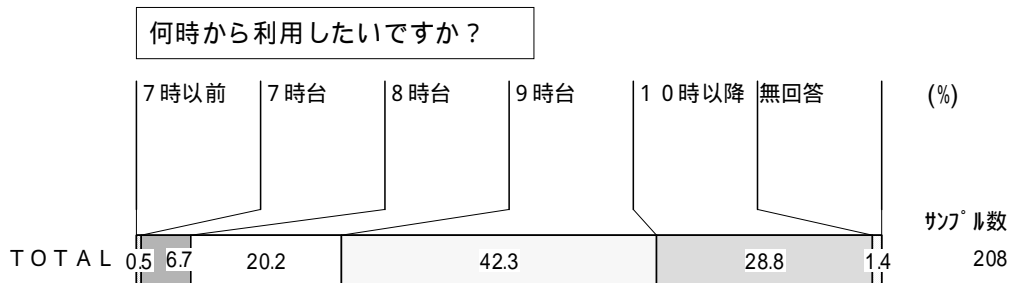 何時から利用したいですか？
7時以前 7時台 8時台 9時台 10時以降 無回答 (%)
ｻﾝﾌﾟﾙ数
ＴＯＴＡＬ 0.5 6.7 20.2 42.3 28.8 1.4 208